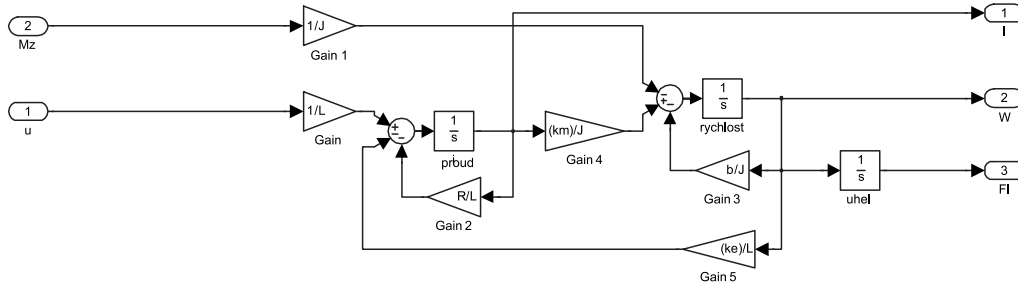 2
Mz
1/J
Gain 1
1
I
1
u
1/L
Gain
+
−
−
1
s
proud
(km)/J
Gain 4
−
+
−
1
s
rychlost
2
W
R/L
Gain 2
b/J
Gain 3
1
s
uhel
3
FI
(ke)/L
Gain 5